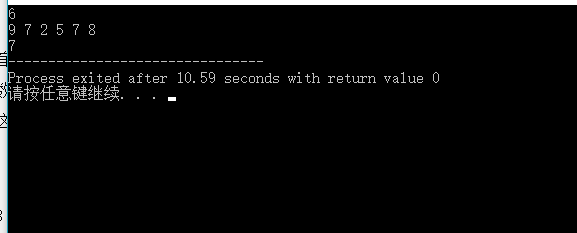 6
9 7 2 5 7 8
7
--------------------------------
Process exited after 10.59 seconds with return value 0
请按任意键继续. . .